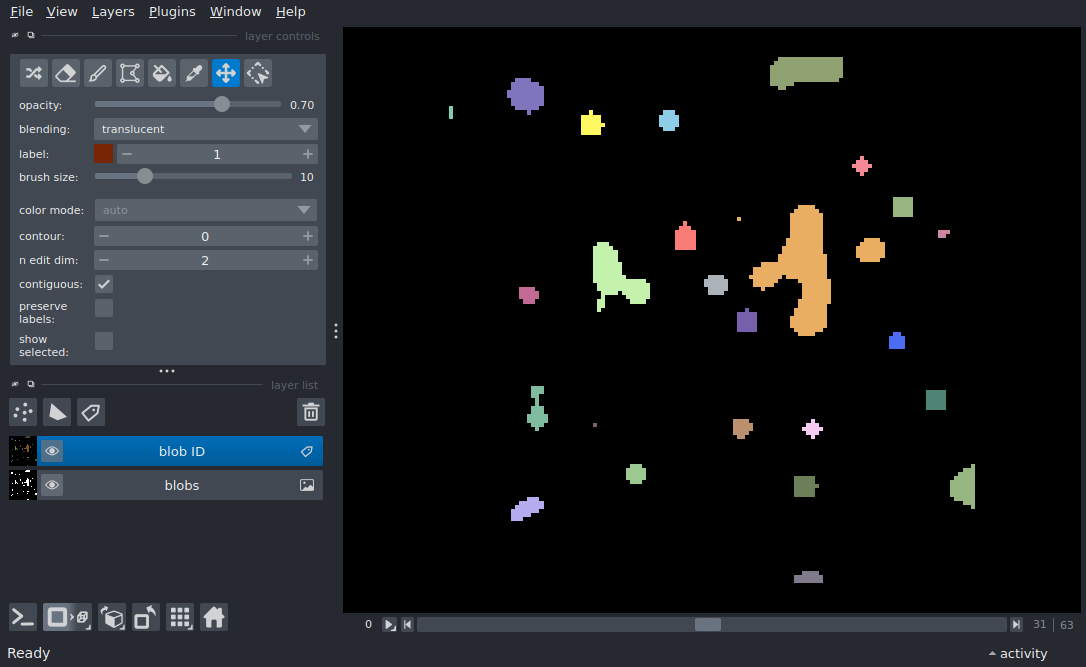 File View Layers Plugins Window Help
layer controls
opacity: 0.70
blending: translucent
label: 1
brush size: 10
color mode: auto
contour: 0
n edit dim: 2
contiguous:
preserve
labels:
show
selected:
layer list
blob ID
blobs
0 31 63
Ready activity